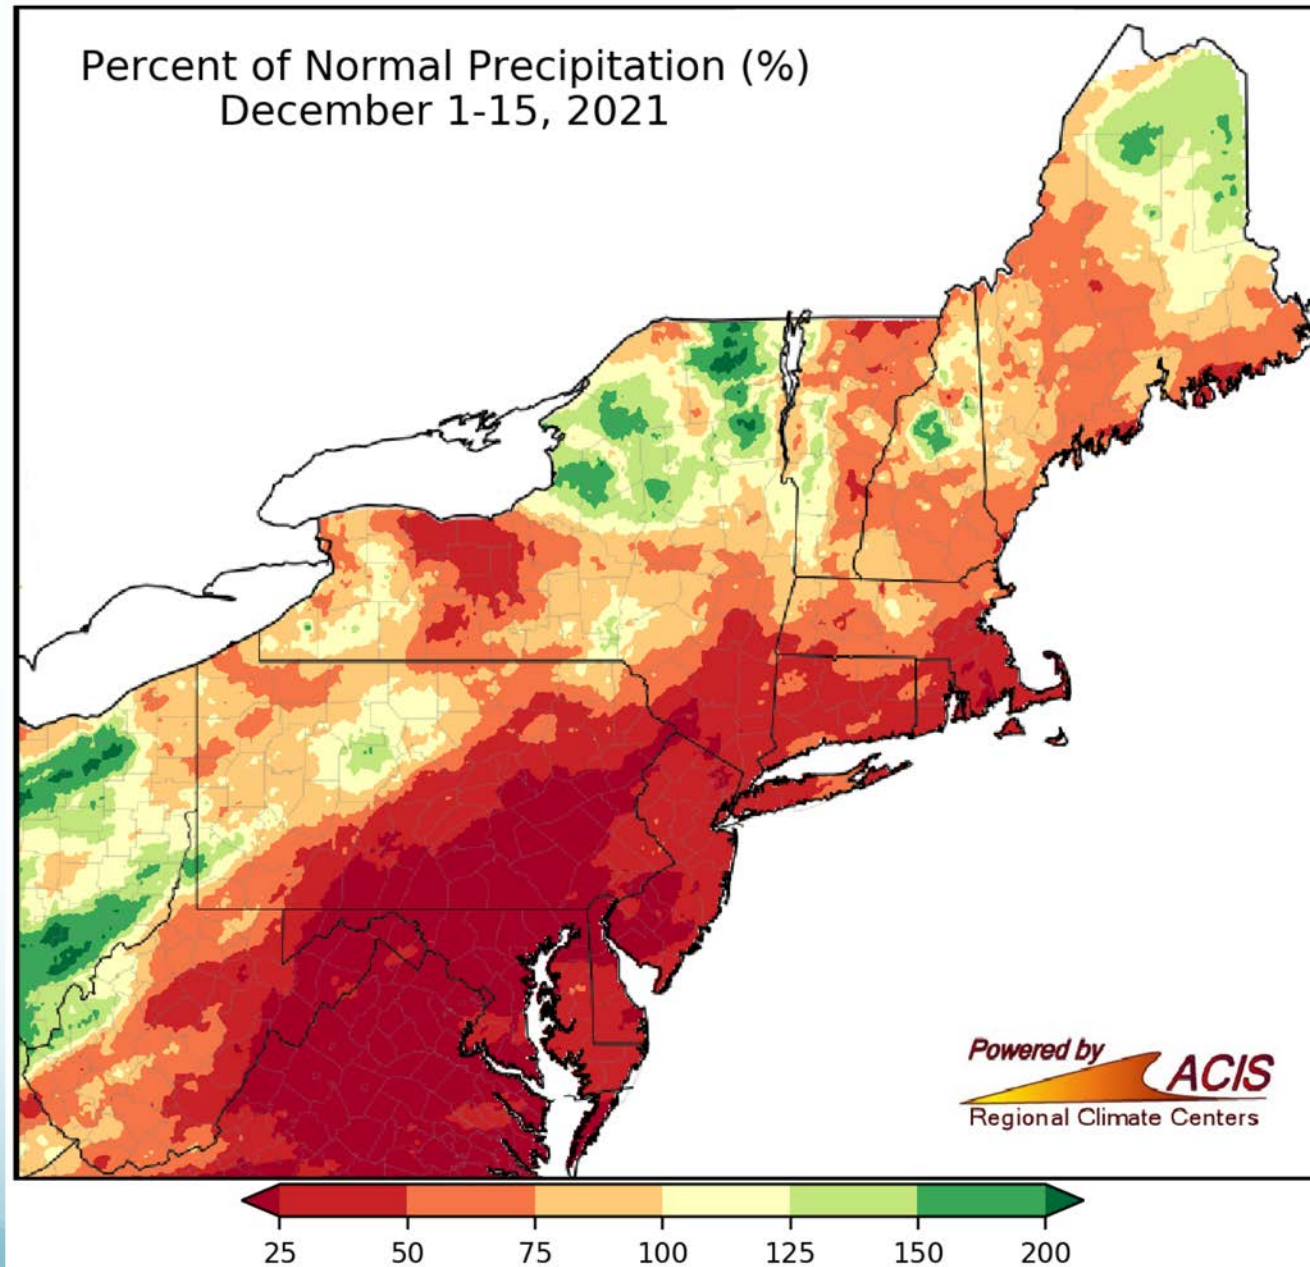 Percent of Normal Precipitation (%)
December 1-15, 2021
Powered by
ACIS
Regional Climate Centers
25 50 75 100 125 150 200